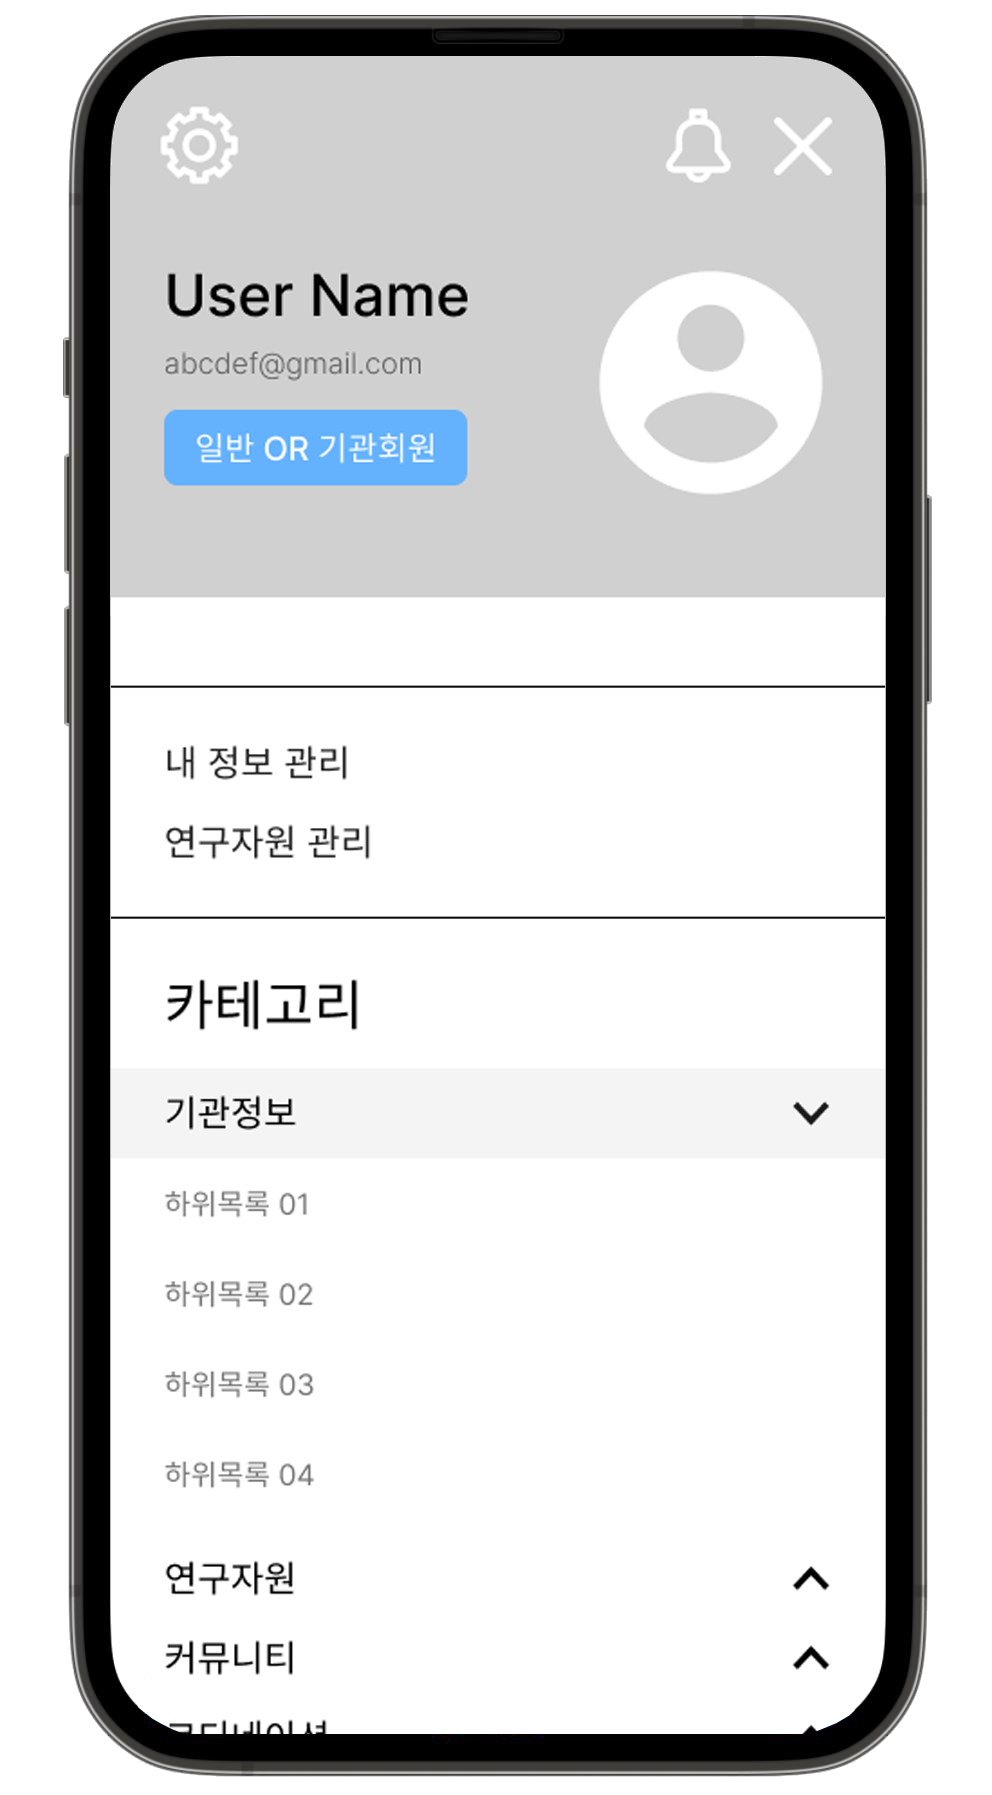 User Name
abcdef@gmail.com
일반 OR 기관회원
내 정보 관리
연구자원 관리
카테고리
기관정보
하위목록 01
하위목록 02
하위목록 03
하위목록 04
연구자원
커뮤니티